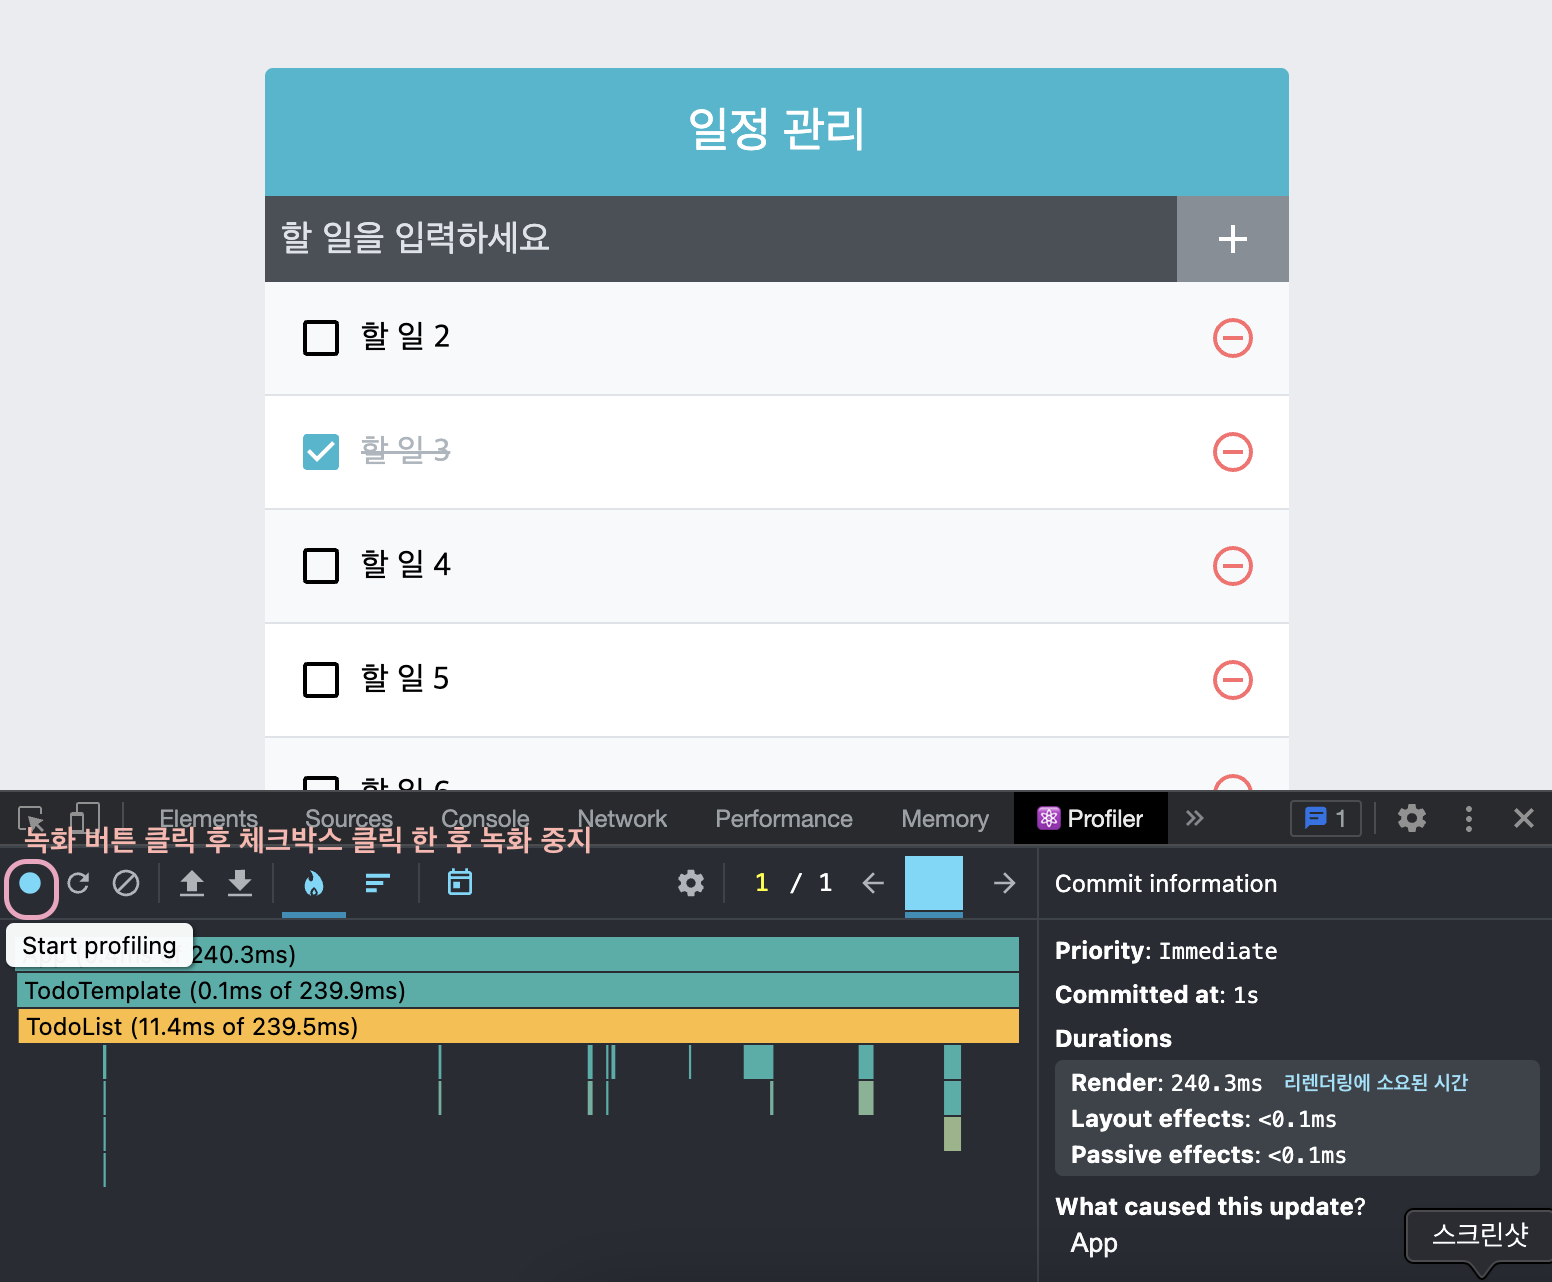 일정 관리
할 일을 입력하세요
할 일 2
할 일 3
할 일 4
할 일 5
할 일 6
Elements Sources Console Network Performance Memory Profiler 1
녹화 버튼 클릭 후 체크박스 클릭 한 후 녹화 중지
1 / 1
Commit information
Start profiling
240.3ms)
TodoTemplate (0.1ms of 239.9ms)
TodoList (11.4ms of 239.5ms)
Priority: Immediate
Committed at: 1s
Durations
Render: 240.3ms 리렌더링에 소요된 시간
Layout effects: <0.1ms
Passive effects: <0.1ms
What caused this update?
App
스크린샷